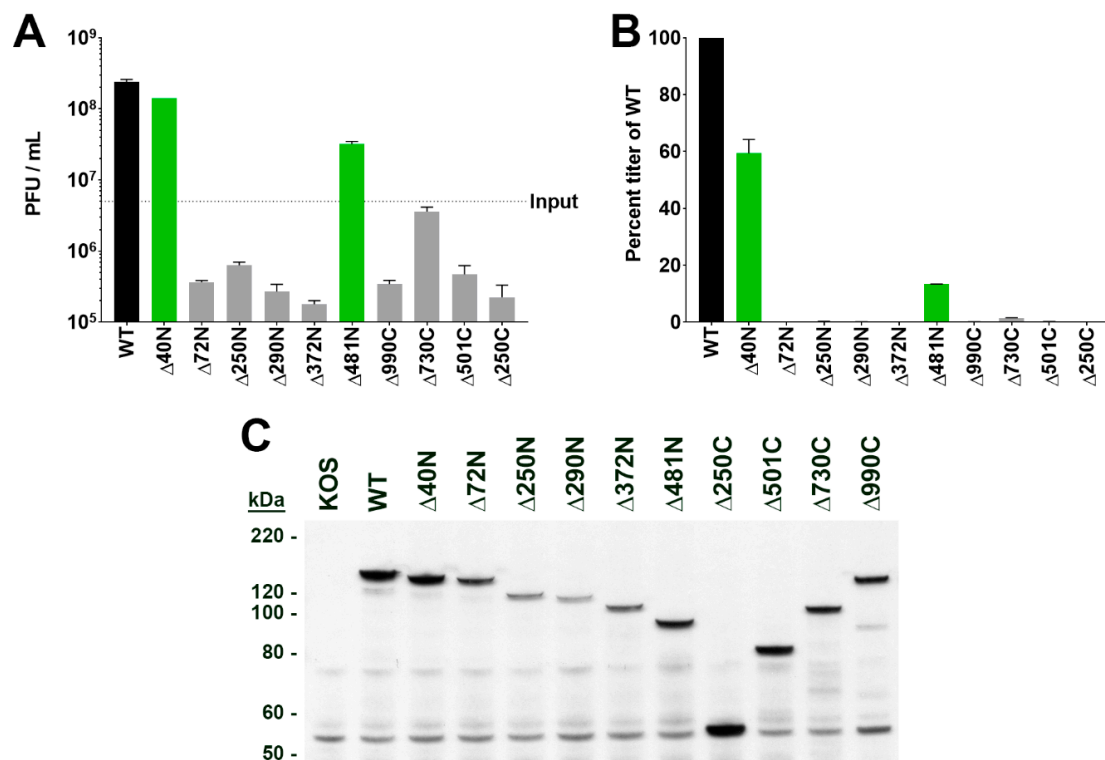 A
PFU / mL
10⁹
10⁸
10⁷
10⁶
10⁵
Input
WT
Δ40N
Δ72N
Δ250N
Δ290N
Δ372N
Δ481N
Δ990C
Δ730C
Δ501C
Δ250C
B
Percent titer of WT
100
80
60
40
20
0
WT
Δ40N
Δ72N
Δ250N
Δ290N
Δ372N
Δ481N
Δ990C
Δ730C
Δ501C
Δ250C
C
kDa
KOS
WT
Δ40N
Δ72N
Δ250N
Δ290N
Δ372N
Δ481N
Δ250C
Δ501C
Δ730C
Δ990C
220 -
120 -
100 -
80 -
60 -
50 -